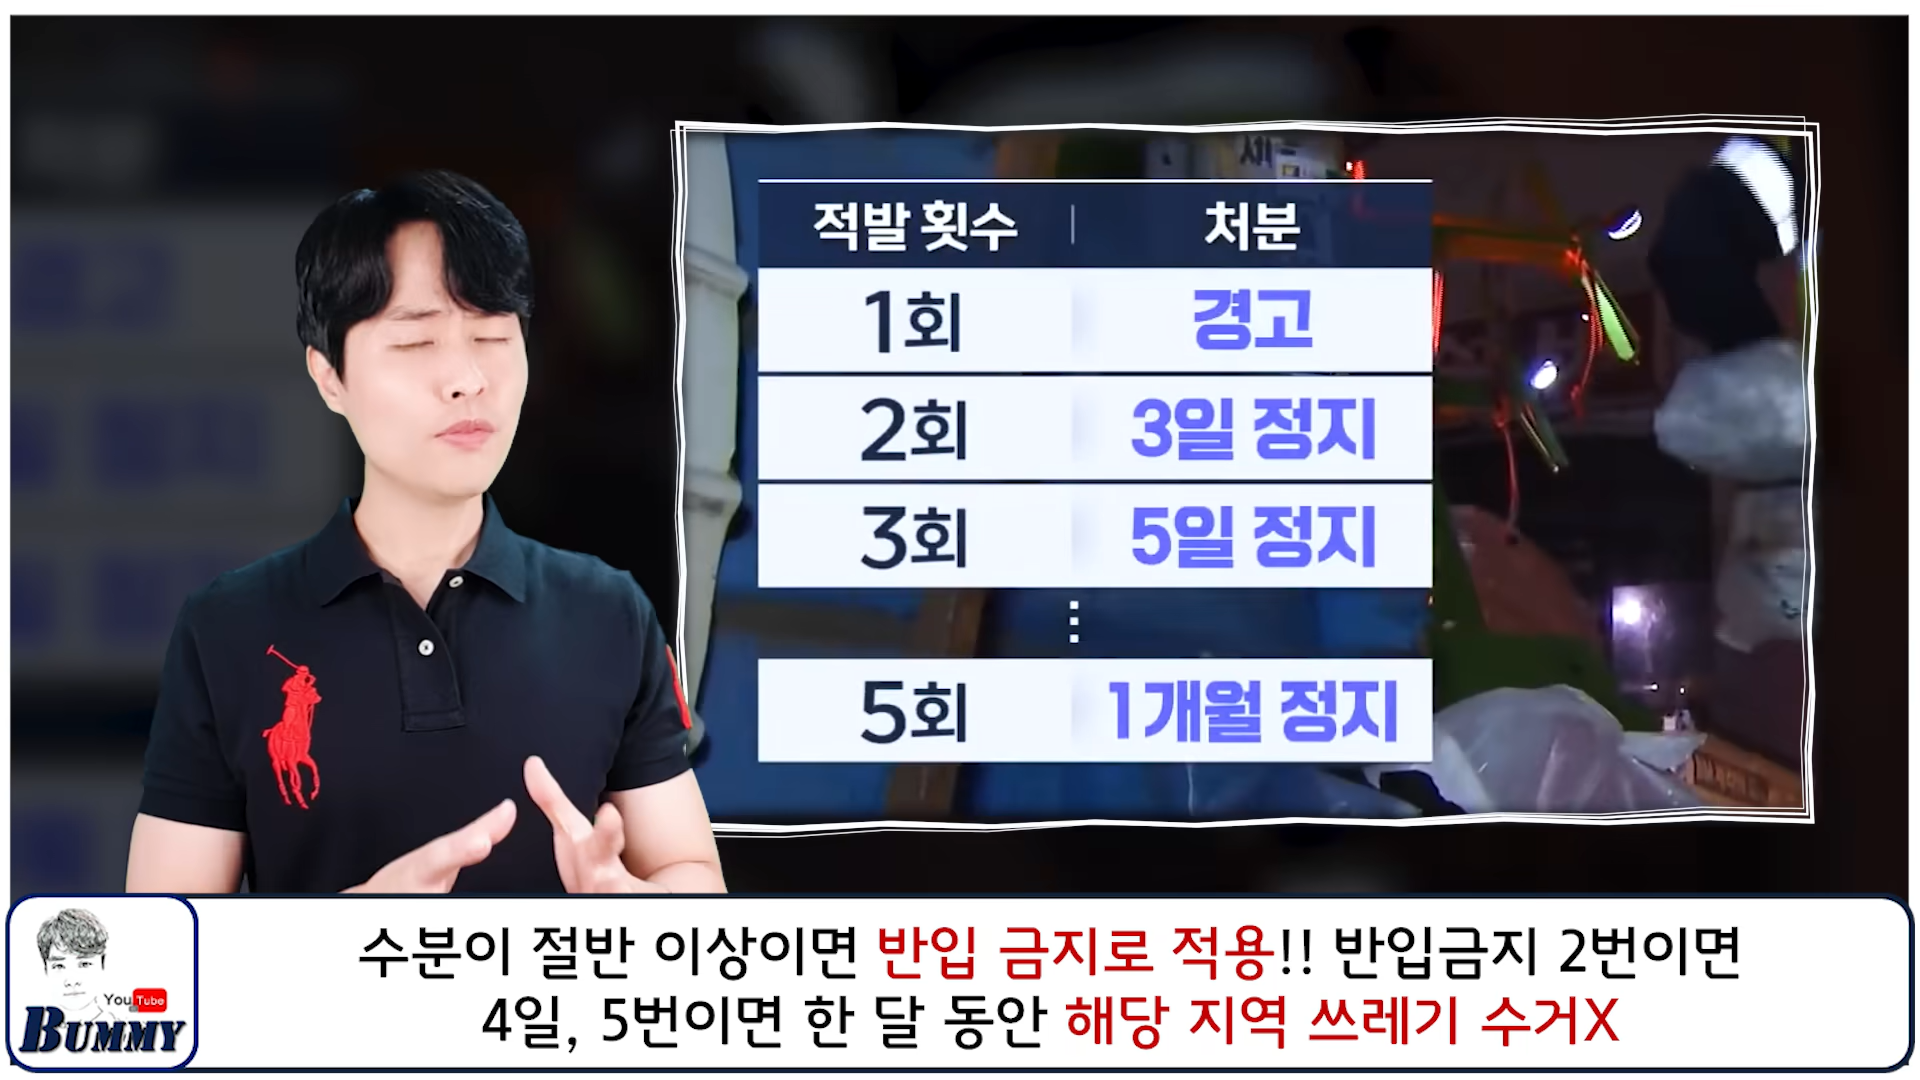 적발 횟수 | 처분
1회 경고
2회 3일 정지
3회 5일 정지
⋮
5회 1개월 정지
수분이 절반 이상이면 반입 금지로 적용!! 반입금지 2번이면
4일, 5번이면 한 달 동안 해당 지역 쓰레기 수거X
YouTube
BUMMY